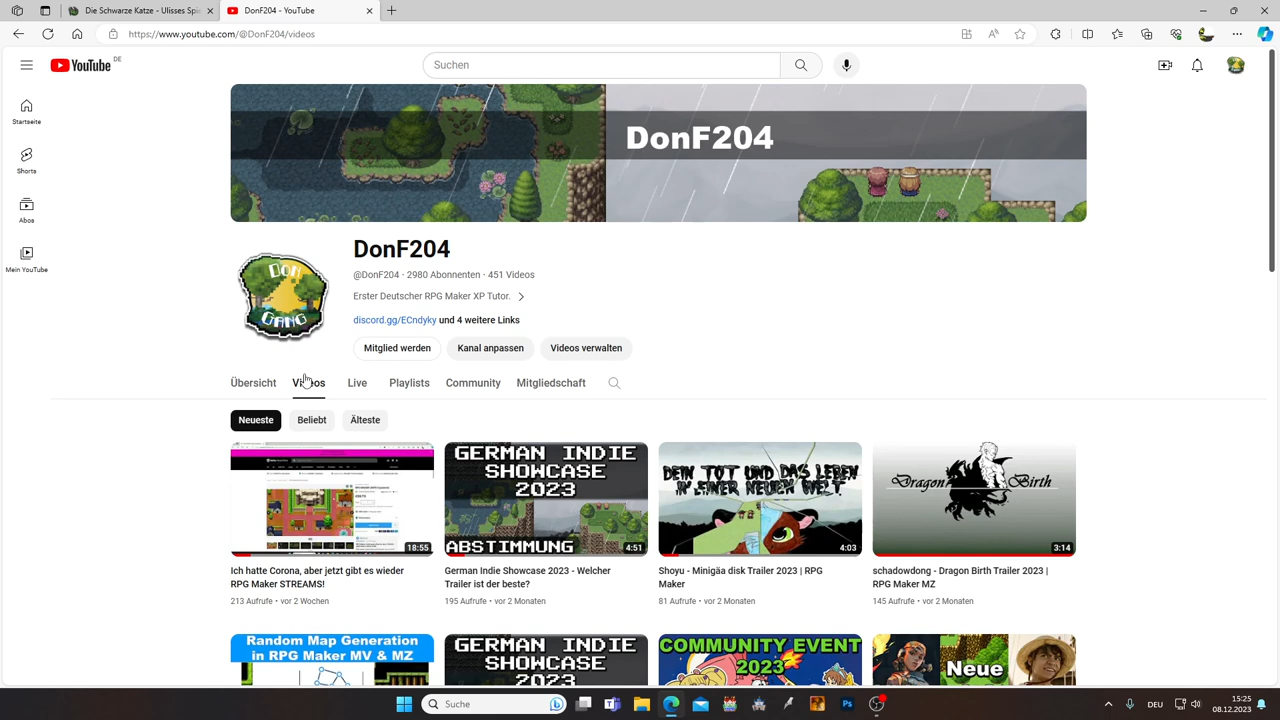 Die Schwarze Katze - Ulisses Spi
DonF204 - YouTube
https://www.youtube.com/@DonF204/videos
YouTube DE
Suchen
Startseite
Shorts
Abos
Mein YouTube
DonF204
DON
GANG
DonF204
@DonF204 · 2980 Abonnenten · 451 Videos
Erster Deutscher RPG Maker XP Tutor.
discord.gg/ECndyky und 4 weitere Links
Mitglied werden Kanal anpassen Videos verwalten
Übersicht Videos Live Playlists Community Mitgliedschaft
Neueste Beliebt Älteste
18:55
GERMAN INDIE
SHOWCASE
2023
ABSTIMMUNG
4:51
DEIN TOT UND DAS LEBEN
IN EINER NEUEN WELT.
4:03
Dragon Birth
3:14
Ich hatte Corona, aber jetzt gibt es wieder
RPG Maker STREAMS!
213 Aufrufe • vor 2 Wochen
German Indie Showcase 2023 - Welcher
Trailer ist der beste?
195 Aufrufe • vor 2 Monaten
Shoyu - Minigäa disk Trailer 2023 | RPG
Maker
81 Aufrufe • vor 2 Monaten
schadowdong - Dragon Birth Trailer 2023 |
RPG Maker MZ
145 Aufrufe • vor 2 Monaten
Random Map Generation
in RPG Maker MV & MZ
GERMAN INDIE
SHOWCASE
2023
COMMUNITY EVENT
2023
Neue
Suche
DEU
15:25
08.12.2023